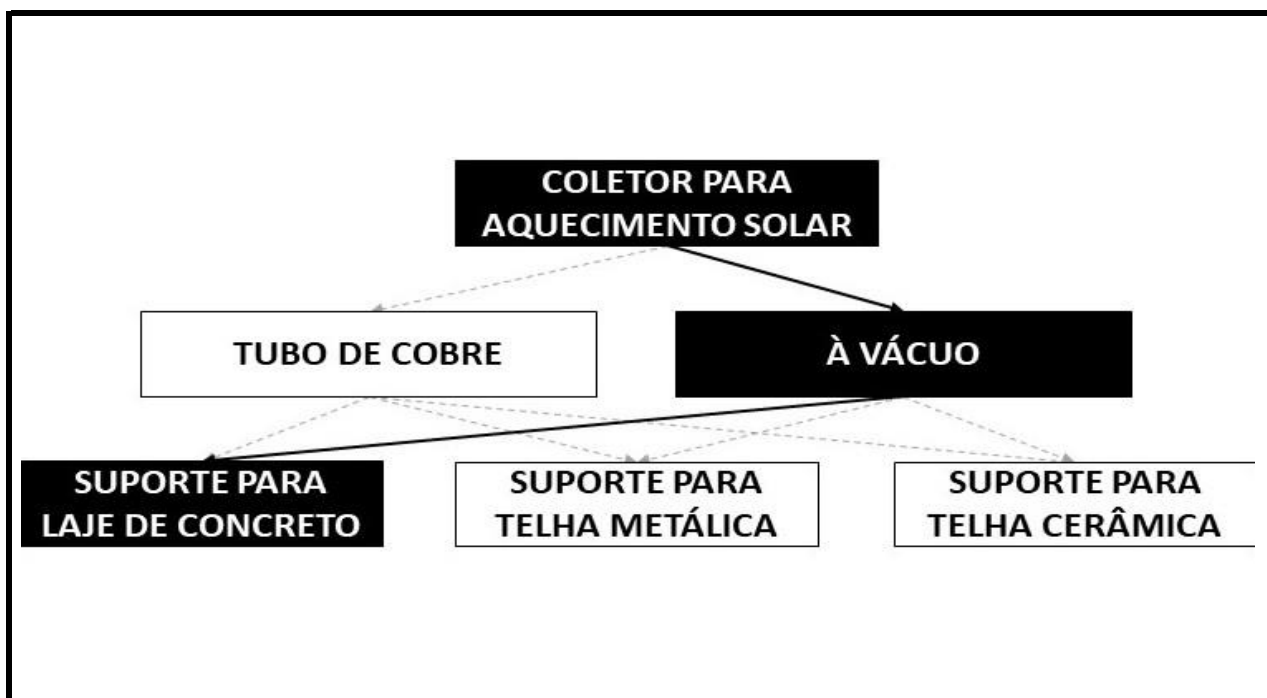 COLETOR PARA
AQUECIMENTO SOLAR
TUBO DE COBRE
À VÁCUO
SUPORTE PARA
LAJE DE CONCRETO
SUPORTE PARA
TELHA METÁLICA
SUPORTE PARA
TELHA CERÂMICA